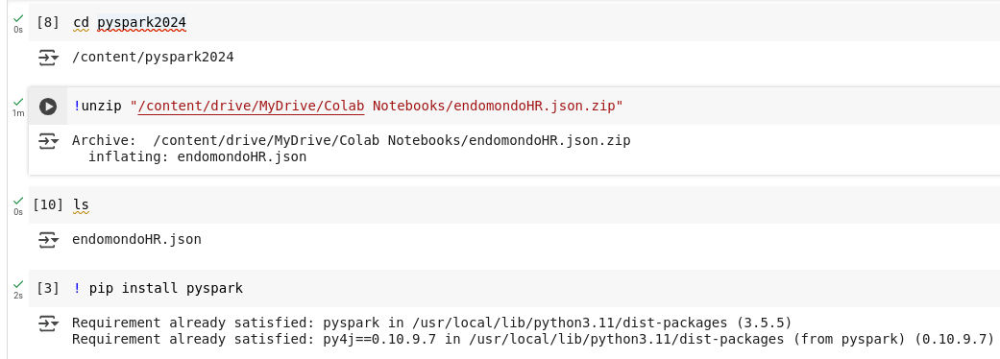 [8] cd pyspark2024
0s
/content/pyspark2024
!unzip "/content/drive/MyDrive/Colab Notebooks/endomondoHR.json.zip"
1m
Archive:  /content/drive/MyDrive/Colab Notebooks/endomondoHR.json.zip
  inflating: endomondoHR.json
[10] ls
0s
endomondoHR.json
[3] ! pip install pyspark
2s
Requirement already satisfied: pyspark in /usr/local/lib/python3.11/dist-packages (3.5.5)
Requirement already satisfied: py4j==0.10.9.7 in /usr/local/lib/python3.11/dist-packages (from pyspark) (0.10.9.7)